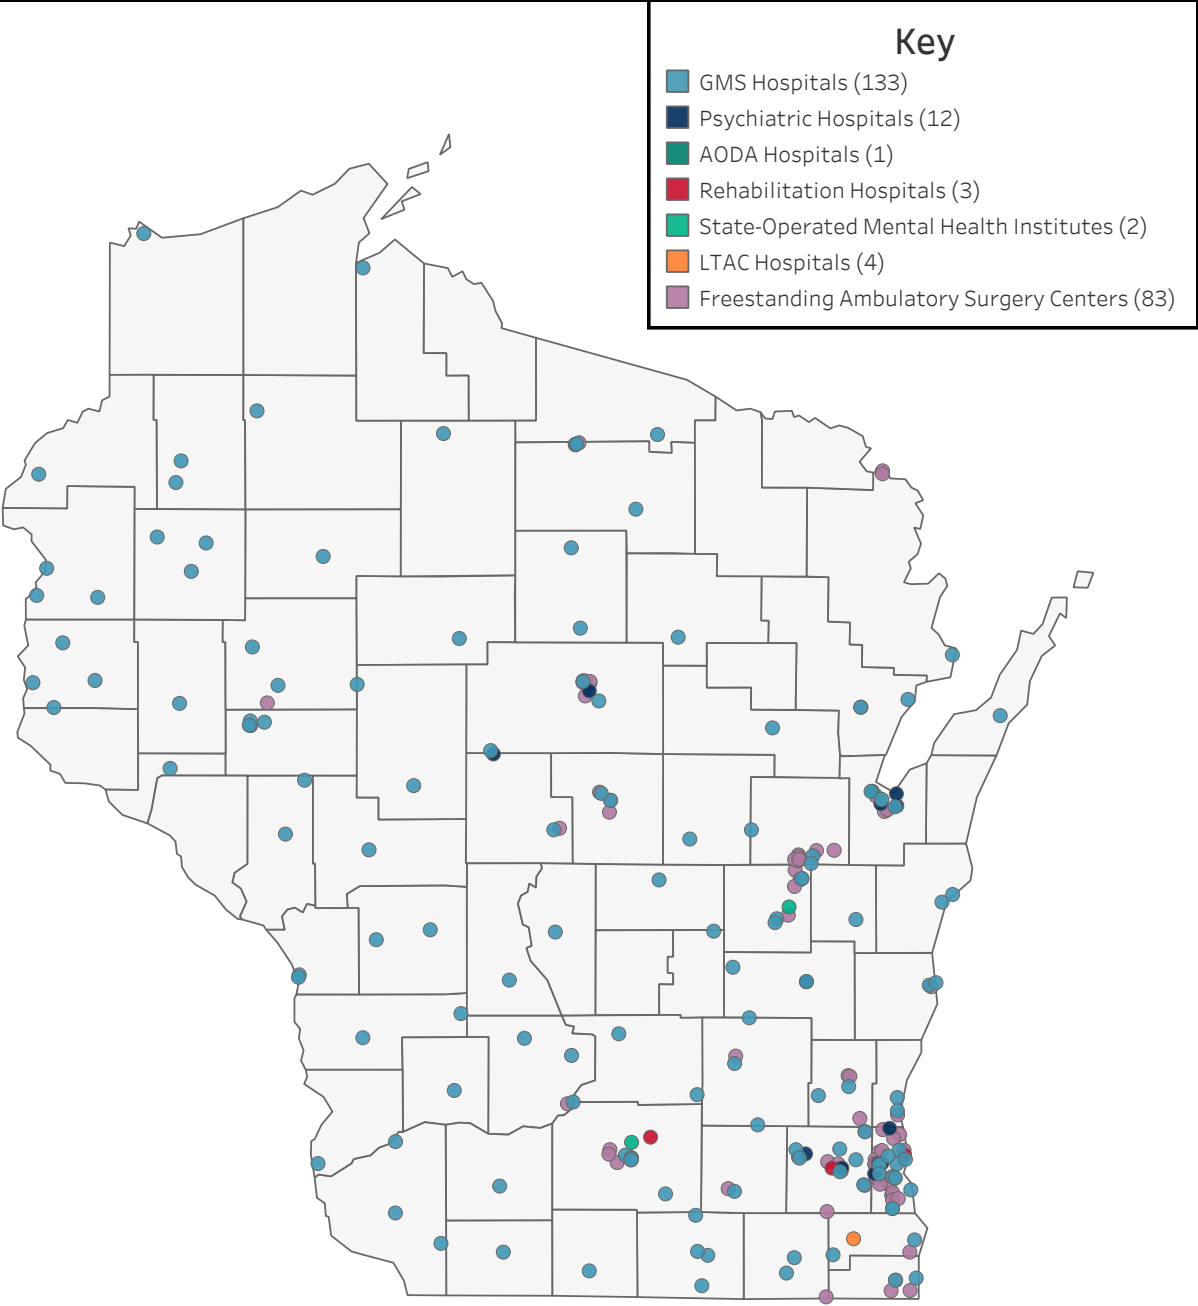 Key
GMS Hospitals (133)
Psychiatric Hospitals (12)
AODA Hospitals (1)
Rehabilitation Hospitals (3)
State-Operated Mental Health Institutes (2)
LTAC Hospitals (4)
Freestanding Ambulatory Surgery Centers (83)